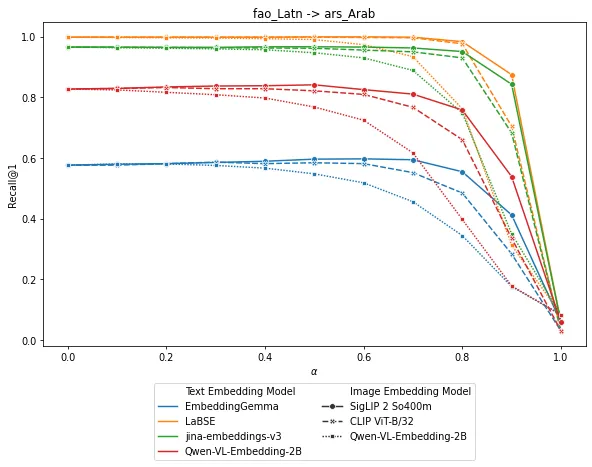 fao_Latn -> ars_Arab
Recall@1
1.0
0.8
0.6
0.4
0.2
0.0
0.0 0.2 0.4 0.6 0.8 1.0
α
Text Embedding Model Image Embedding Model
EmbeddingGemma SigLIP 2 So400m
LaBSE CLIP ViT-B/32
jina-embeddings-v3 Qwen-VL-Embedding-2B
Qwen-VL-Embedding-2B